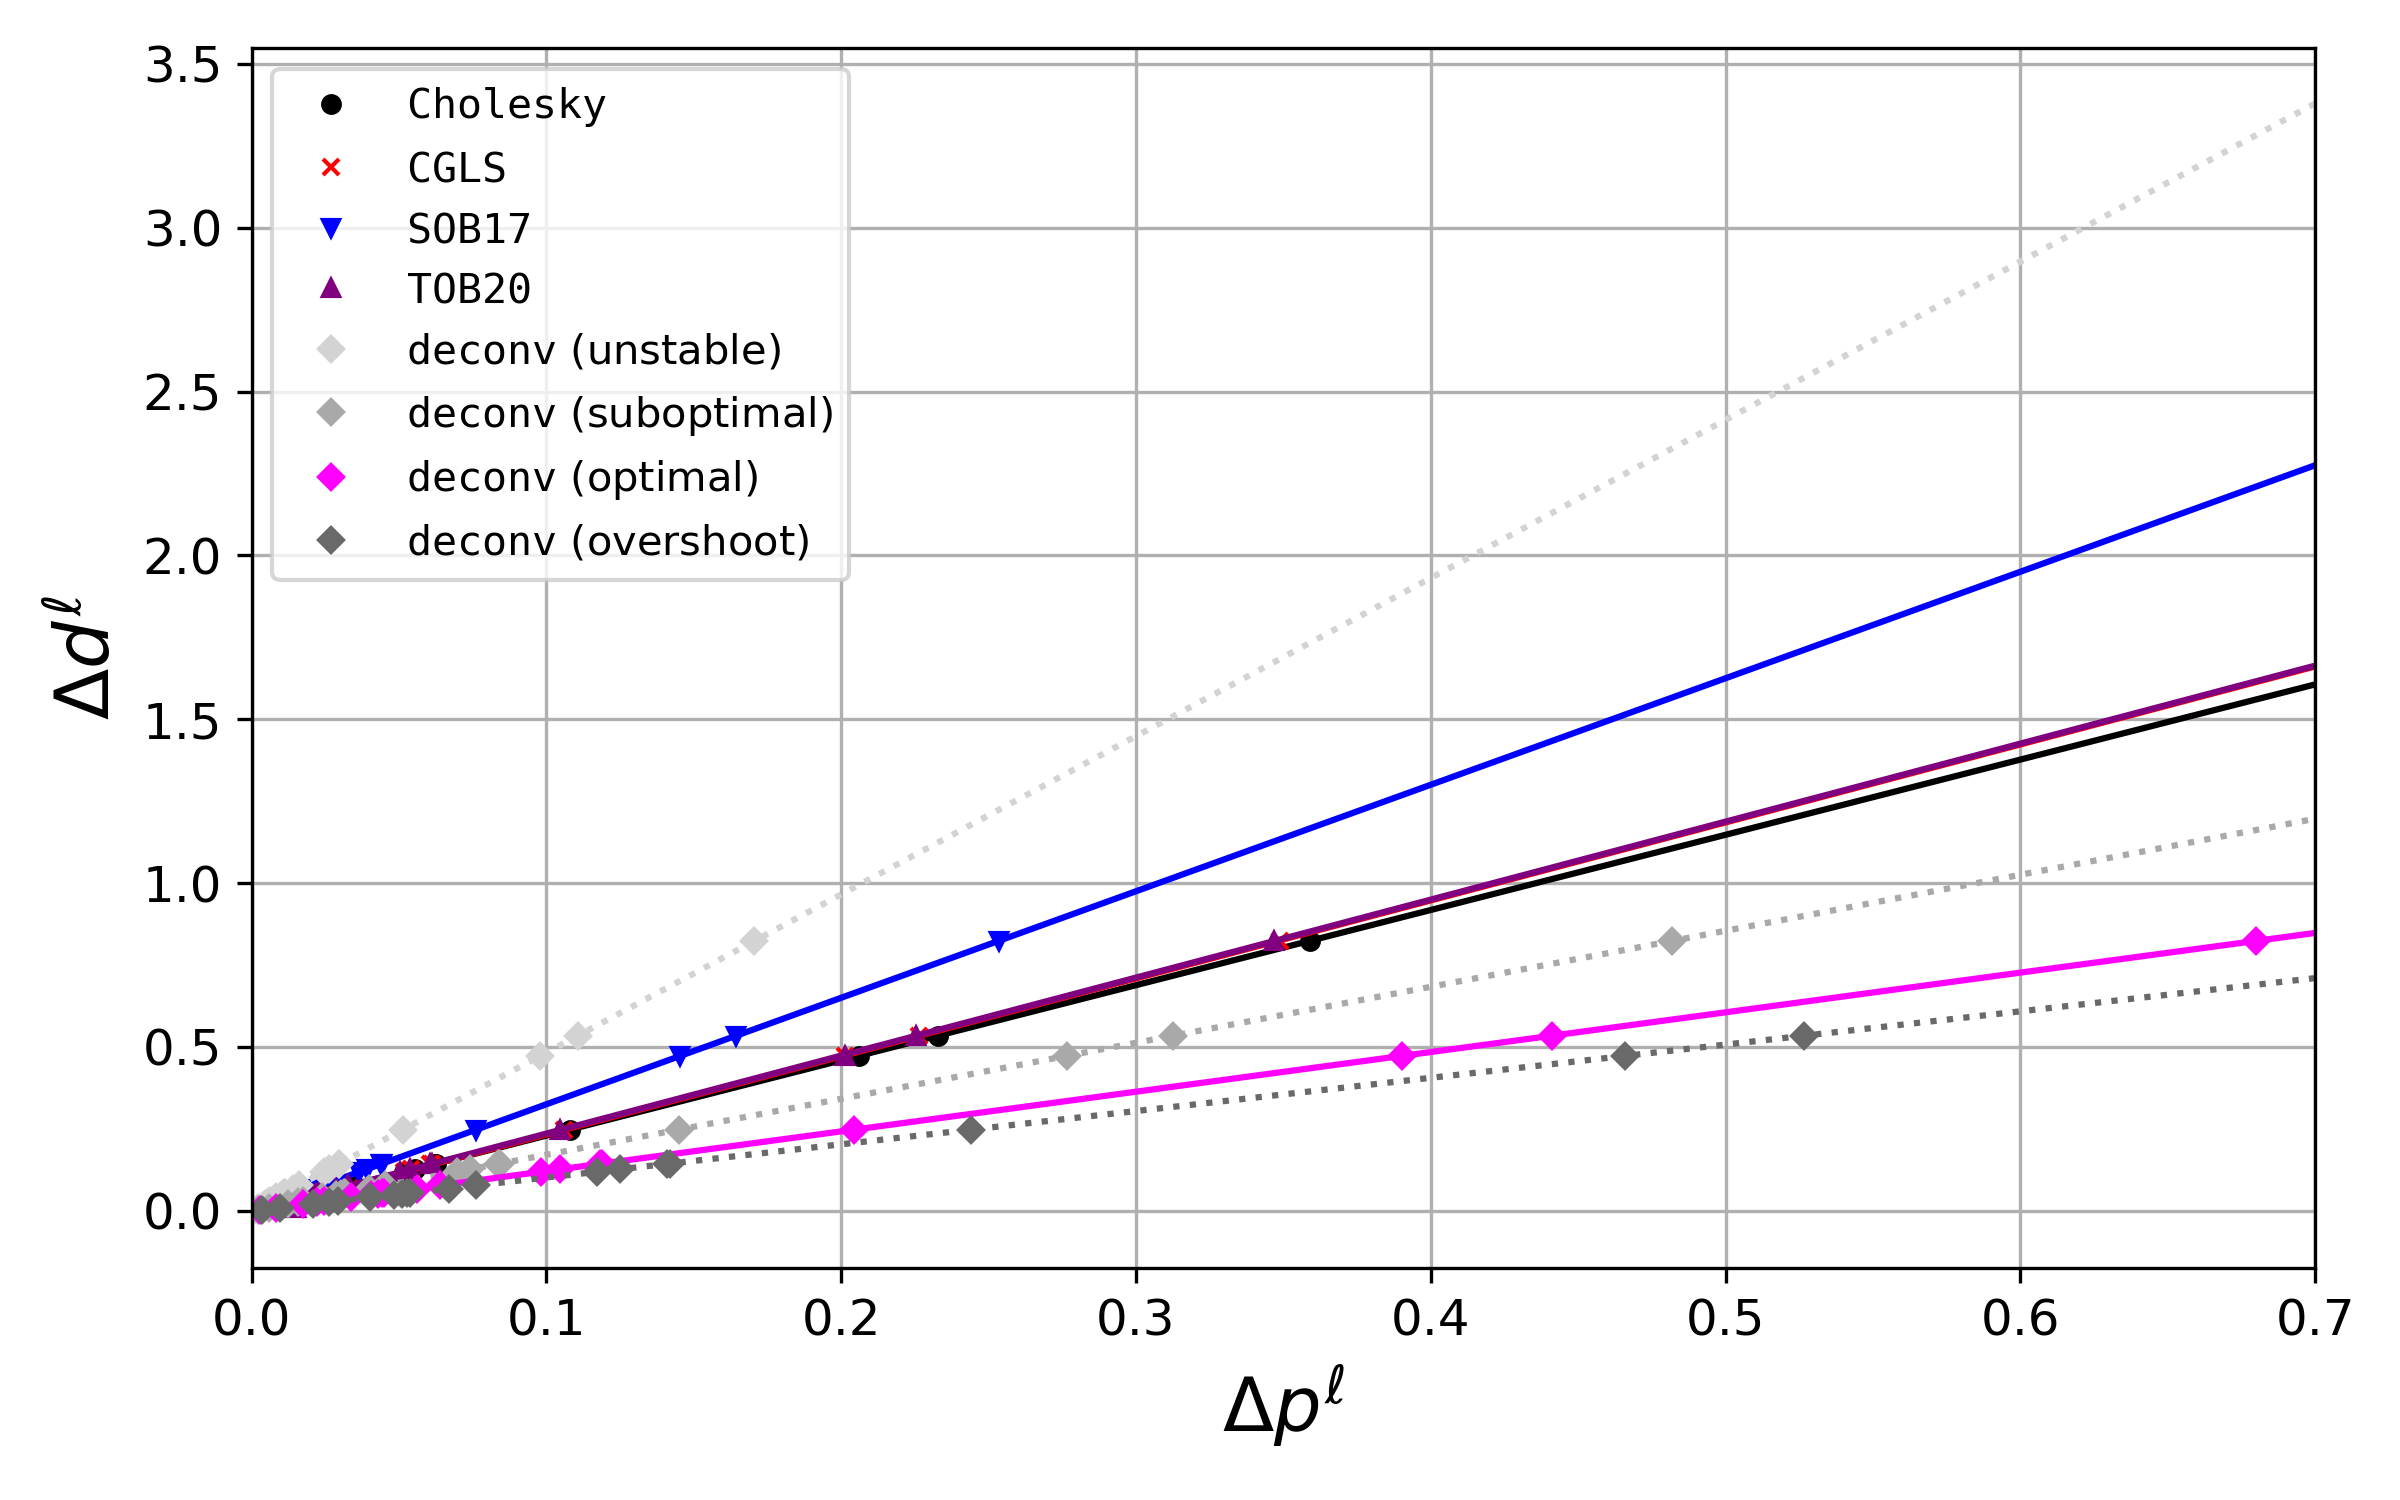 3.5
3.0
2.5
2.0
1.5
1.0
0.5
0.0
Δdˡ
Cholesky
CGLS
SOB17
TOB20
deconv (unstable)
deconv (suboptimal)
deconv (optimal)
deconv (overshoot)
0.0 0.1 0.2 0.3 0.4 0.5 0.6 0.7
Δpˡ